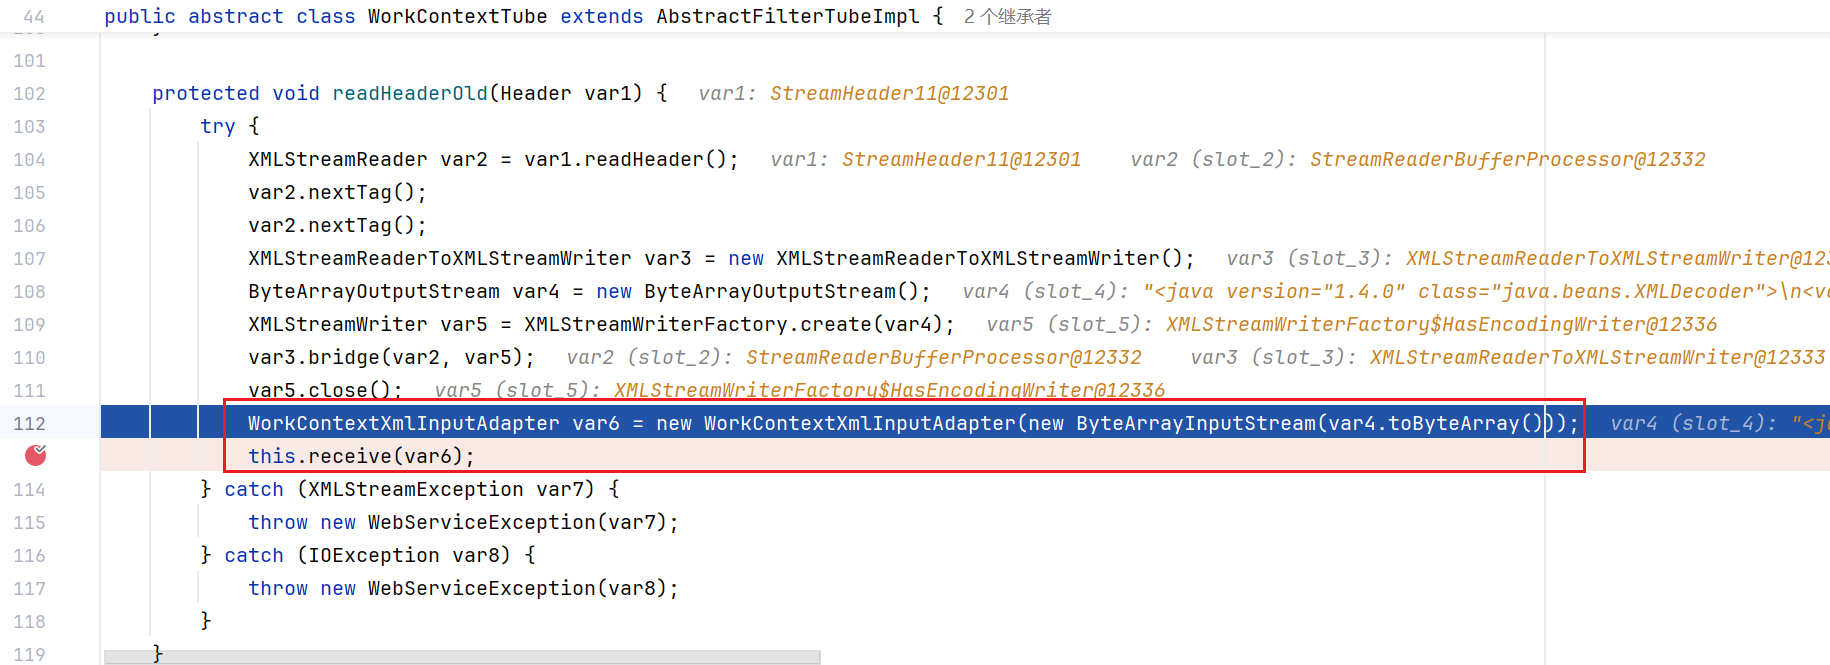 44 public abstract class WorkContextTube extends AbstractFilterTubeImpl { 2 个继承者
101
102 protected void readHeaderOld(Header var1) { var1: StreamHeader11@12301
103 try {
104 XMLStreamReader var2 = var1.readHeader(); var1: StreamHeader11@12301 var2 (slot_2): StreamReaderBufferProcessor@12332
105 var2.nextTag();
106 var2.nextTag();
107 XMLStreamReaderToXMLStreamWriter var3 = new XMLStreamReaderToXMLStreamWriter(); var3 (slot_3): XMLStreamReaderToXMLStreamWriter@123
108 ByteArrayOutputStream var4 = new ByteArrayOutputStream(); var4 (slot_4): "<java version="1.4.0" class="java.beans.XMLDecoder">\n<vo
109 XMLStreamWriter var5 = XMLStreamWriterFactory.create(var4); var5 (slot_5): XMLStreamWriterFactory$HasEncodingWriter@12336
110 var3.bridge(var2, var5); var2 (slot_2): StreamReaderBufferProcessor@12332 var3 (slot_3): XMLStreamReaderToXMLStreamWriter@12333
111 var5.close(); var5 (slot_5): XMLStreamWriterFactory$HasEncodingWriter@12336
112 WorkContextXmlInputAdapter var6 = new WorkContextXmlInputAdapter(new ByteArrayInputStream(var4.toByteArray())); var4 (slot_4): "<j
this.receive(var6);
114 } catch (XMLStreamException var7) {
115 throw new WebServiceException(var7);
116 } catch (IOException var8) {
117 throw new WebServiceException(var8);
118 }
119 }